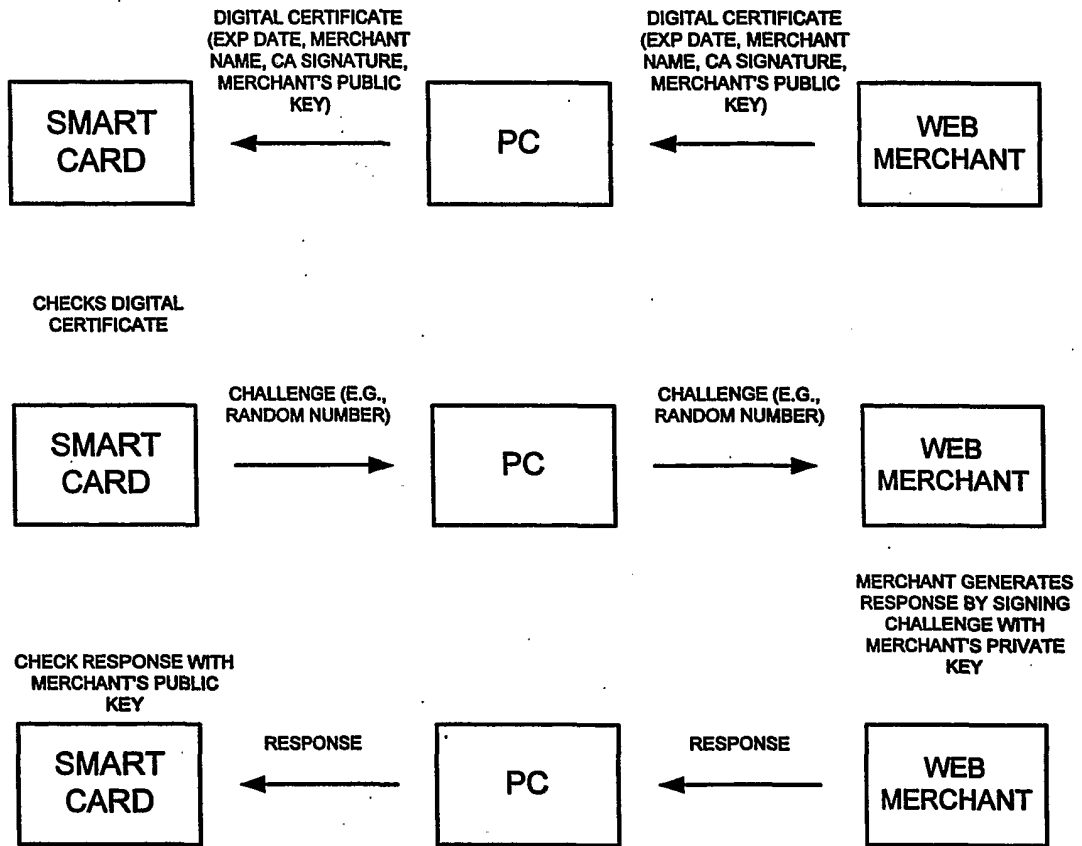 DIGITAL CERTIFICATE
(EXP DATE, MERCHANT
NAME, CA SIGNATURE,
MERCHANT'S PUBLIC
KEY)
DIGITAL CERTIFICATE
(EXP DATE, MERCHANT
NAME, CA SIGNATURE,
MERCHANT'S PUBLIC
KEY)
SMART
CARD
PC
WEB
MERCHANT
CHECKS DIGITAL
CERTIFICATE
SMART
CARD
CHALLENGE (E.G.,
RANDOM NUMBER)
PC
CHALLENGE (E.G.,
RANDOM NUMBER)
WEB
MERCHANT
MERCHANT GENERATES
RESPONSE BY SIGNING
CHALLENGE WITH
MERCHANT'S PRIVATE
KEY
CHECK RESPONSE WITH
MERCHANT'S PUBLIC
KEY
SMART
CARD
RESPONSE
PC
RESPONSE
WEB
MERCHANT